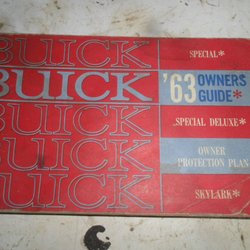 BUICK
BUICK
BUICK
BUICK
BUICK
SPECIAL*
'63 OWNERS
GUIDE*
SPECIAL DELUXE*
OWNER
PROTECTION PLAN
SKYLARK*